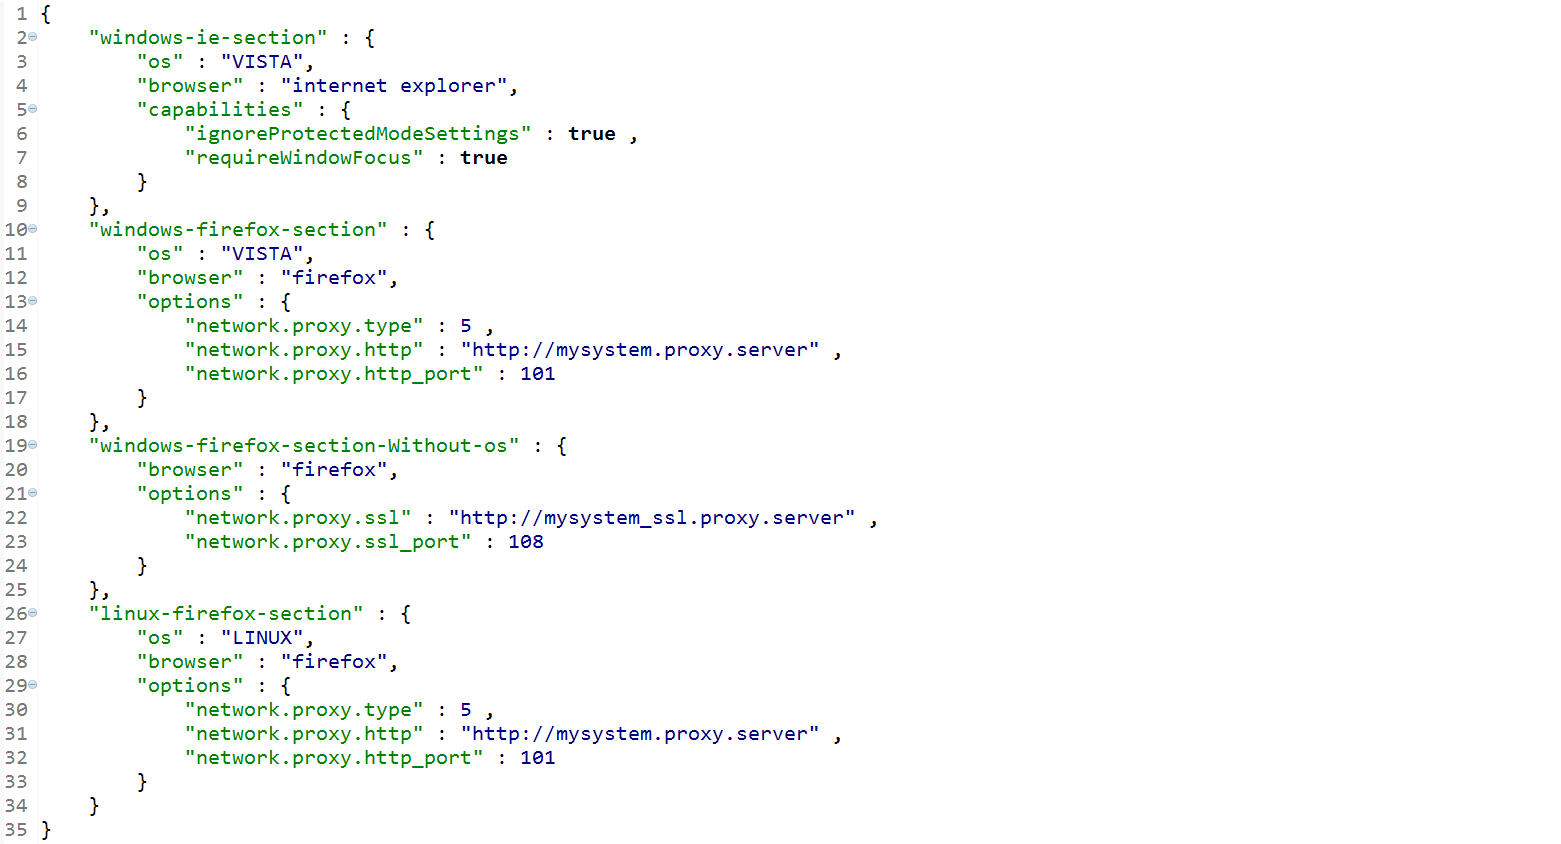 1 {
2 "windows-ie-section" : {
3 "os" : "VISTA",
4 "browser" : "internet explorer",
5 "capabilities" : {
6 "ignoreProtectedModeSettings" : true ,
7 "requireWindowFocus" : true
8 }
9 },
10 "windows-firefox-section" : {
11 "os" : "VISTA",
12 "browser" : "firefox",
13 "options" : {
14 "network.proxy.type" : 5 ,
15 "network.proxy.http" : "http://mysystem.proxy.server" ,
16 "network.proxy.http_port" : 101
17 }
18 },
19 "windows-firefox-section-Without-os" : {
20 "browser" : "firefox",
21 "options" : {
22 "network.proxy.ssl" : "http://mysystem_ssl.proxy.server" ,
23 "network.proxy.ssl_port" : 108
24 }
25 },
26 "linux-firefox-section" : {
27 "os" : "LINUX",
28 "browser" : "firefox",
29 "options" : {
30 "network.proxy.type" : 5 ,
31 "network.proxy.http" : "http://mysystem.proxy.server" ,
32 "network.proxy.http_port" : 101
33 }
34 }
35 }